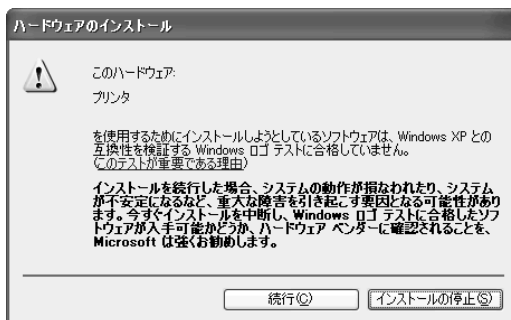 ハードウェアのインストール
このハードウェア:
プリンタ
を使用するためにインストールしようとしているソフトウェアは、Windows XP との
互換性を検証する Windows ロゴ テストに合格していません。
(このテストが重要である理由)
インストールを続行した場合、システムの動作が損なわれたり、システム
が不安定になるなど、重大な障害を引き起こす要因となる可能性があり
ます。今すぐインストールを中断し、Windows ロゴ テストに合格したソフ
トウェアが入手可能かどうか、ハードウェア ベンダーに確認されることを、
Microsoft は強くお勧めします。
続行(C)
インストールの停止(S)